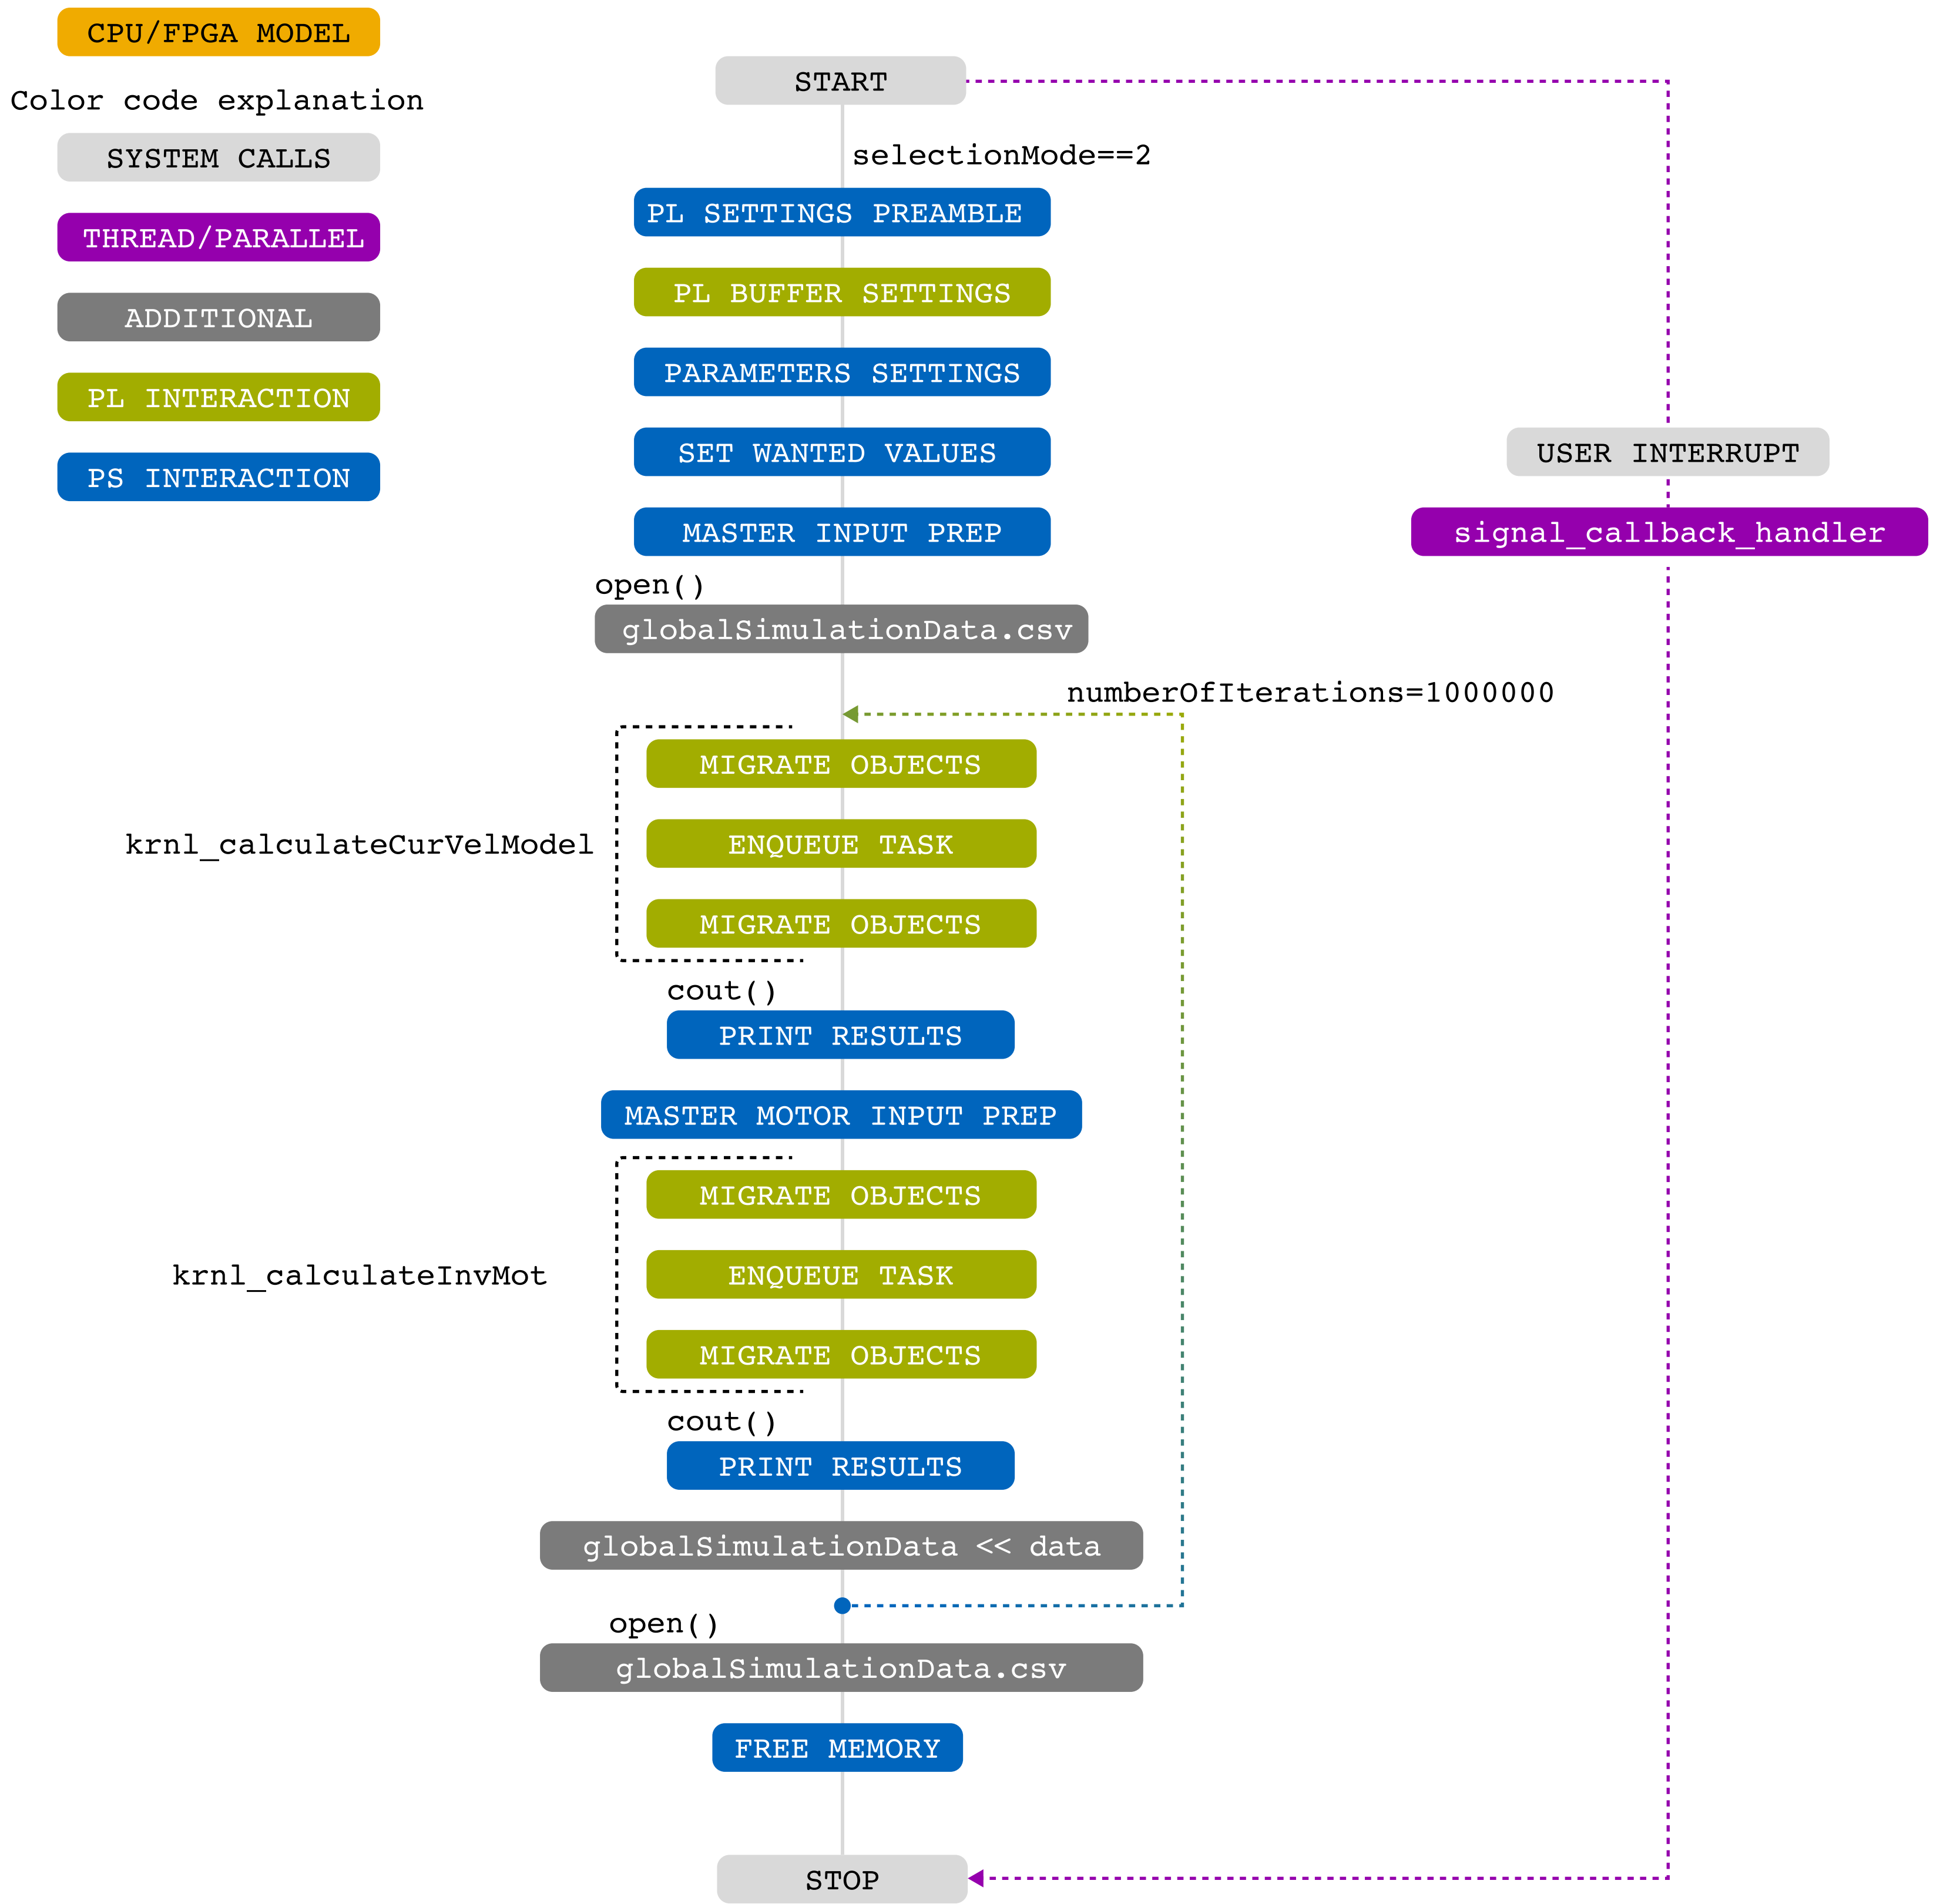 CPU/FPGA MODEL
Color code explanation
SYSTEM CALLS
THREAD/PARALLEL
ADDITIONAL
PL INTERACTION
PS INTERACTION
START
selectionMode==2
PL SETTINGS PREAMBLE
PL BUFFER SETTINGS
PARAMETERS SETTINGS
SET WANTED VALUES
MASTER INPUT PREP
open()
globalSimulationData.csv
numberOfIterations=1000000
MIGRATE OBJECTS
krnl_calculateCurVelModel
ENQUEUE TASK
MIGRATE OBJECTS
cout()
PRINT RESULTS
MASTER MOTOR INPUT PREP
MIGRATE OBJECTS
krnl_calculateInvMot
ENQUEUE TASK
MIGRATE OBJECTS
cout()
PRINT RESULTS
globalSimulationData << data
open()
globalSimulationData.csv
FREE MEMORY
STOP
USER INTERRUPT
signal_callback_handler